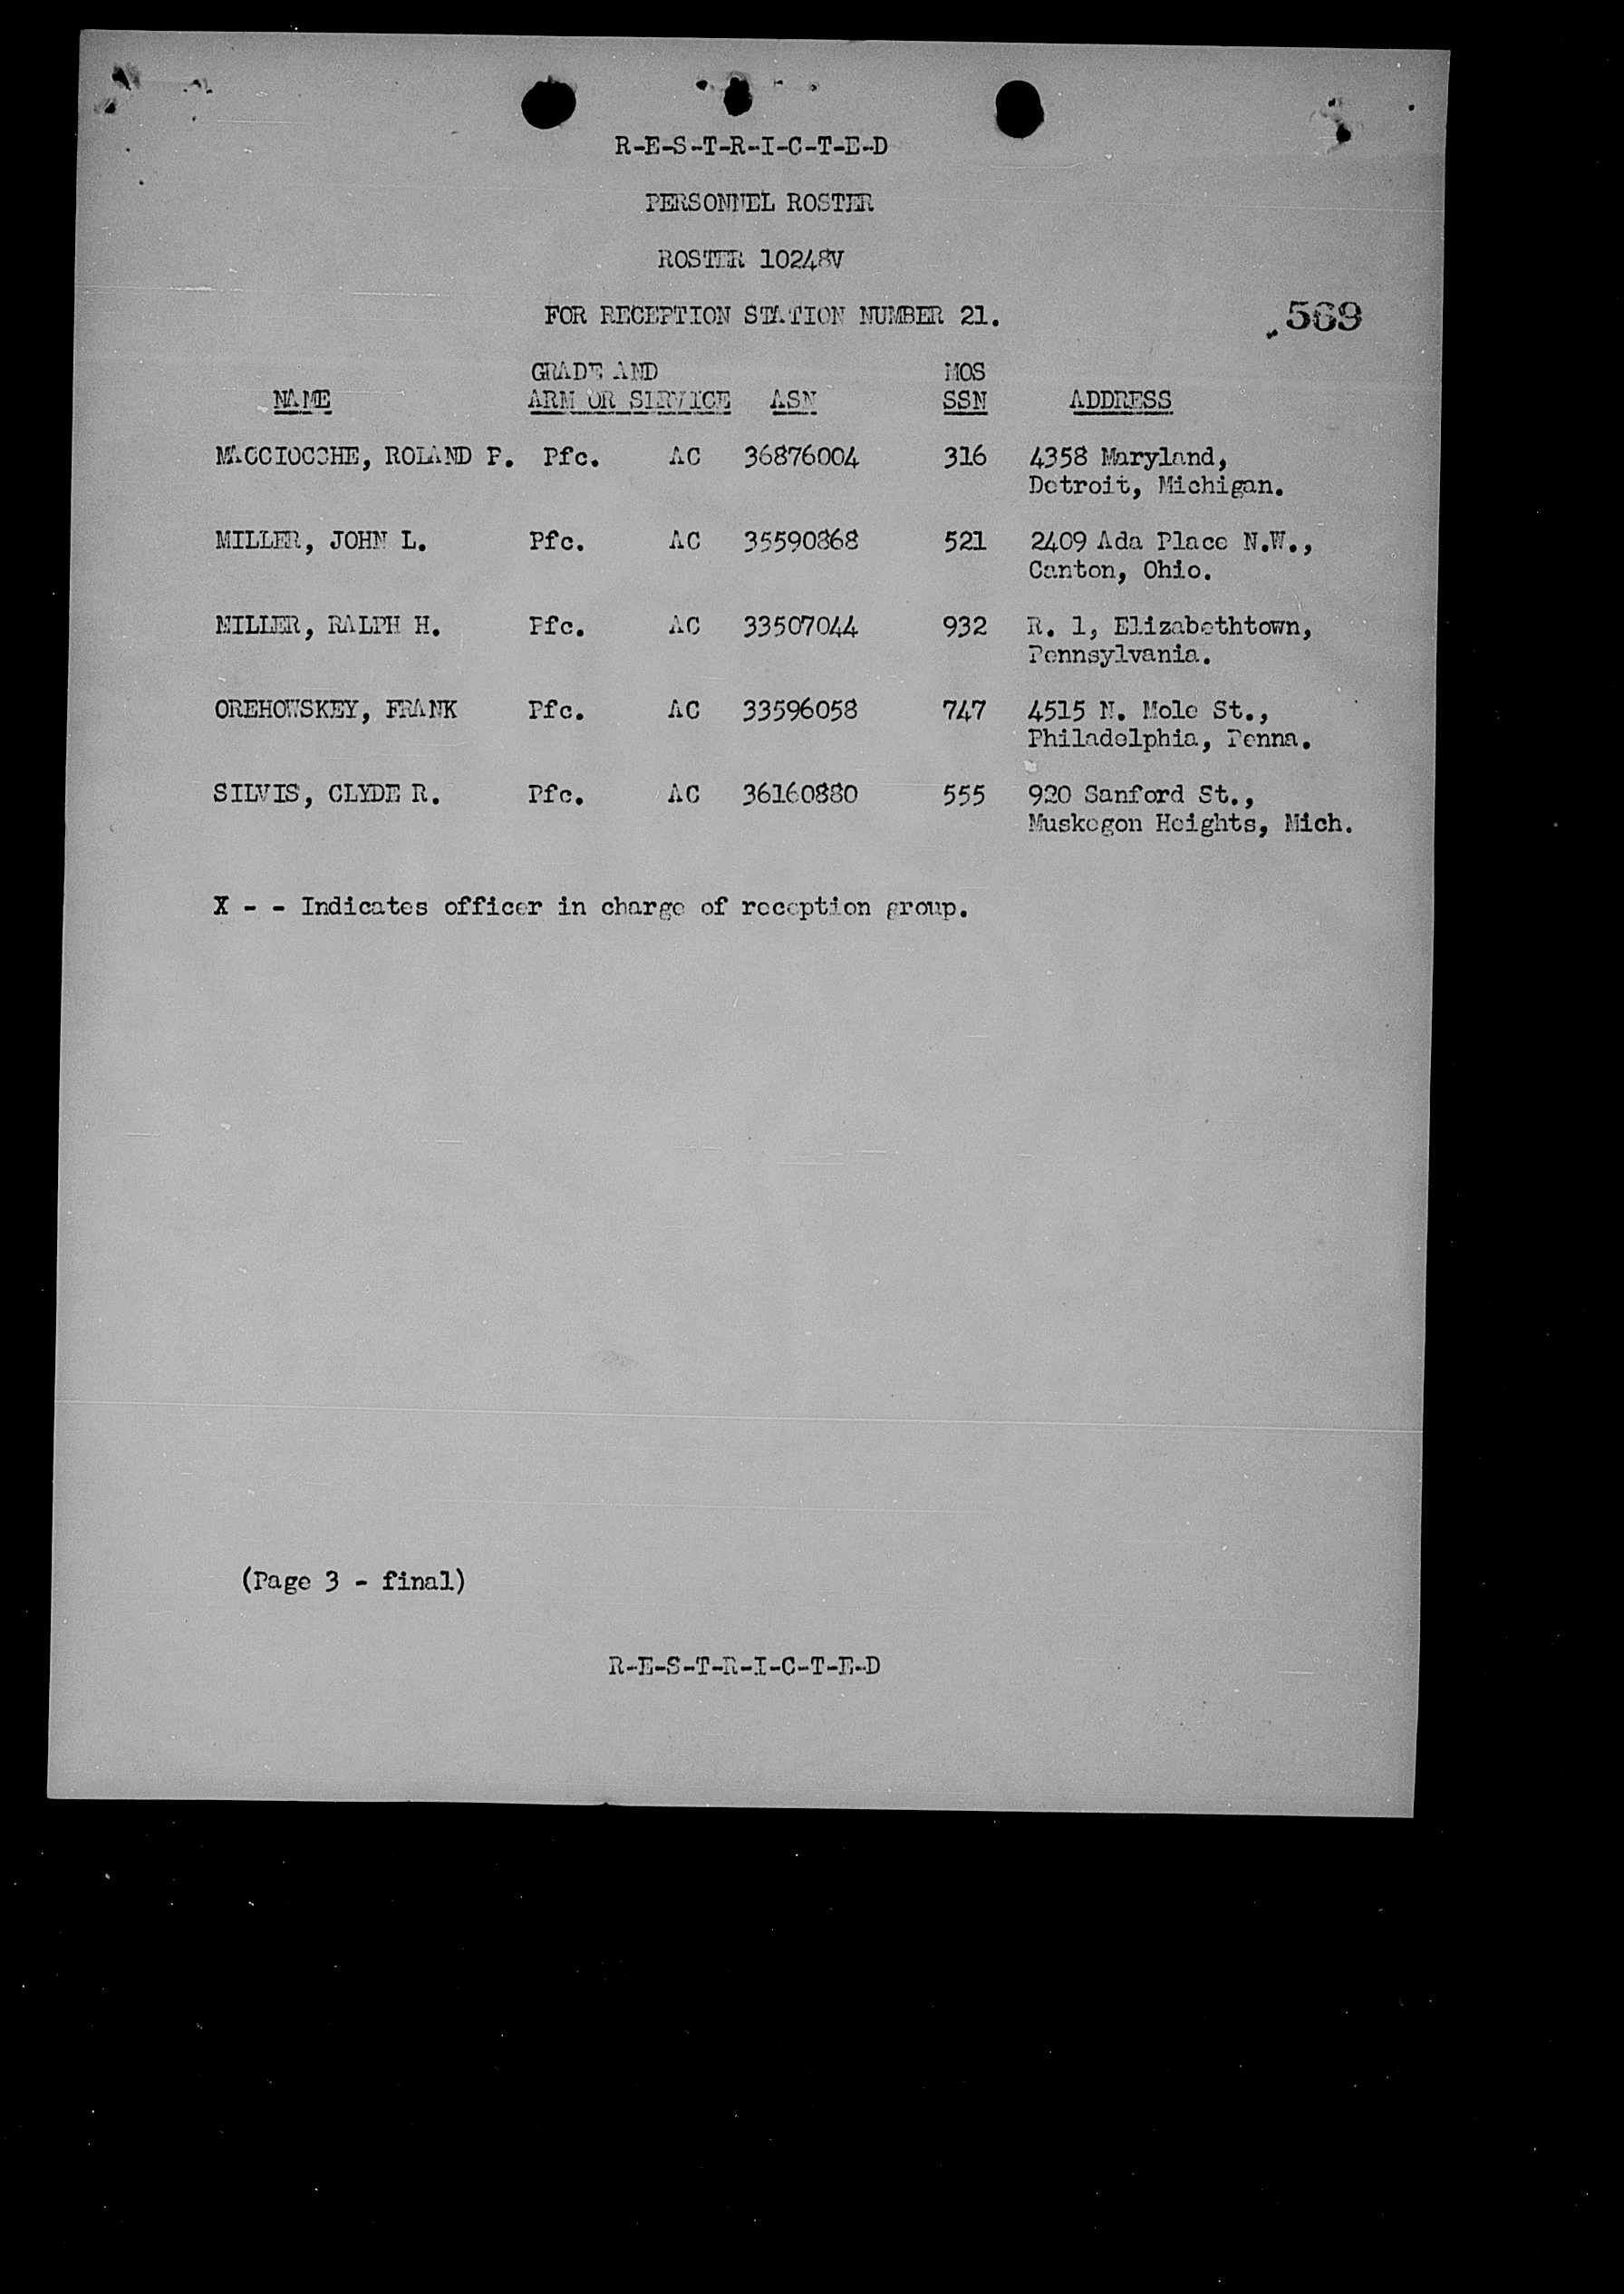 R-E-S-T-R-I-C-T-E-D
PERSONNEL ROSTER
ROSTER 10248V
FOR RECEPTION STATION NUMBER 21.
569
GRADE AND MOS
NAME ARM OR SERVICE ASN SSN ADDRESS
MACCIOCCHE, ROLAND P. Pfc. AC 36876004 316 4358 Maryland,
Detroit, Michigan.
MILLER, JOHN L. Pfc. AC 35590868 521 2409 Ada Place N.W.,
Canton, Ohio.
MILLER, RALPH H. Pfc. AC 33507044 932 R. 1, Elizabethtown,
Pennsylvania.
OREHOWSKEY, FRANK Pfc. AC 33596058 747 4515 N. Mole St.,
Philadelphia, Penna.
SILVIS, CLYDE R. Pfc. AC 36160880 555 920 Sanford St.,
Muskegon Heights, Mich.
X - - Indicates officer in charge of reception group.
(Page 3 - final)
R-E-S-T-R-I-C-T-E-D